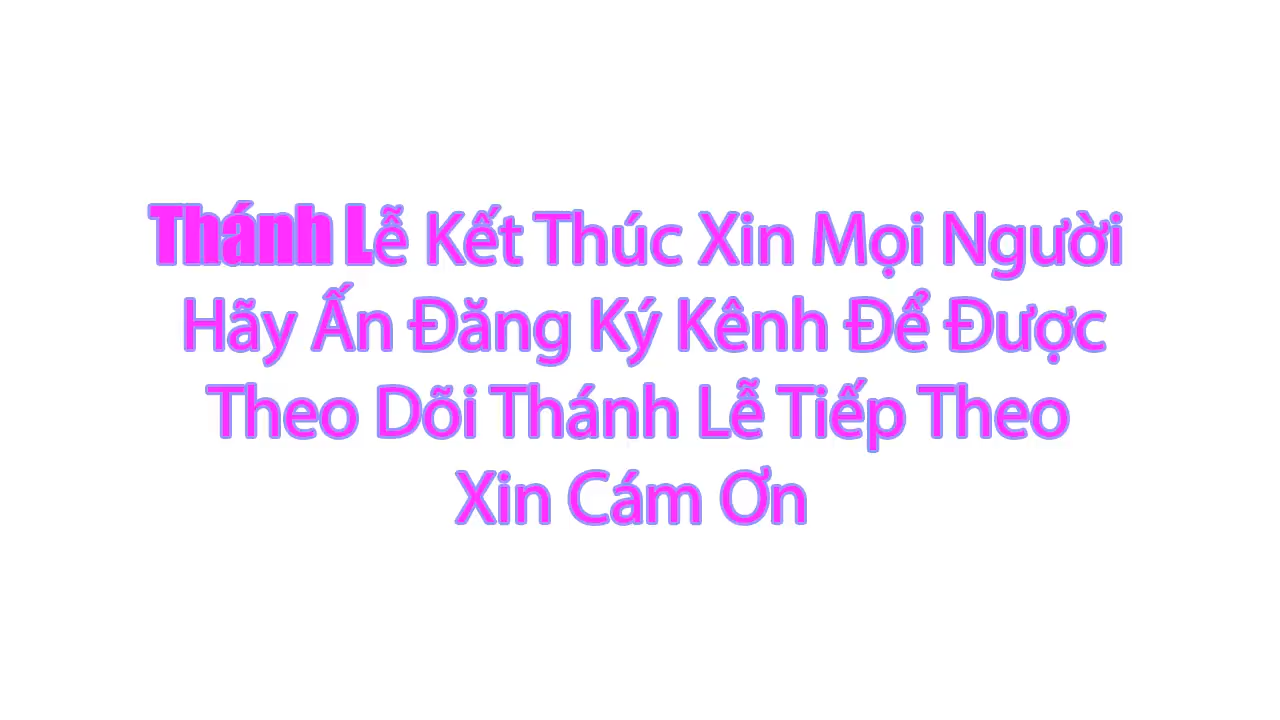 Thánh Lễ Kết Thúc Xin Mọi Người
Hãy Ấn Đăng Ký Kênh Để Được
Theo Dõi Thánh Lễ Tiếp Theo
Xin Cám Ơn